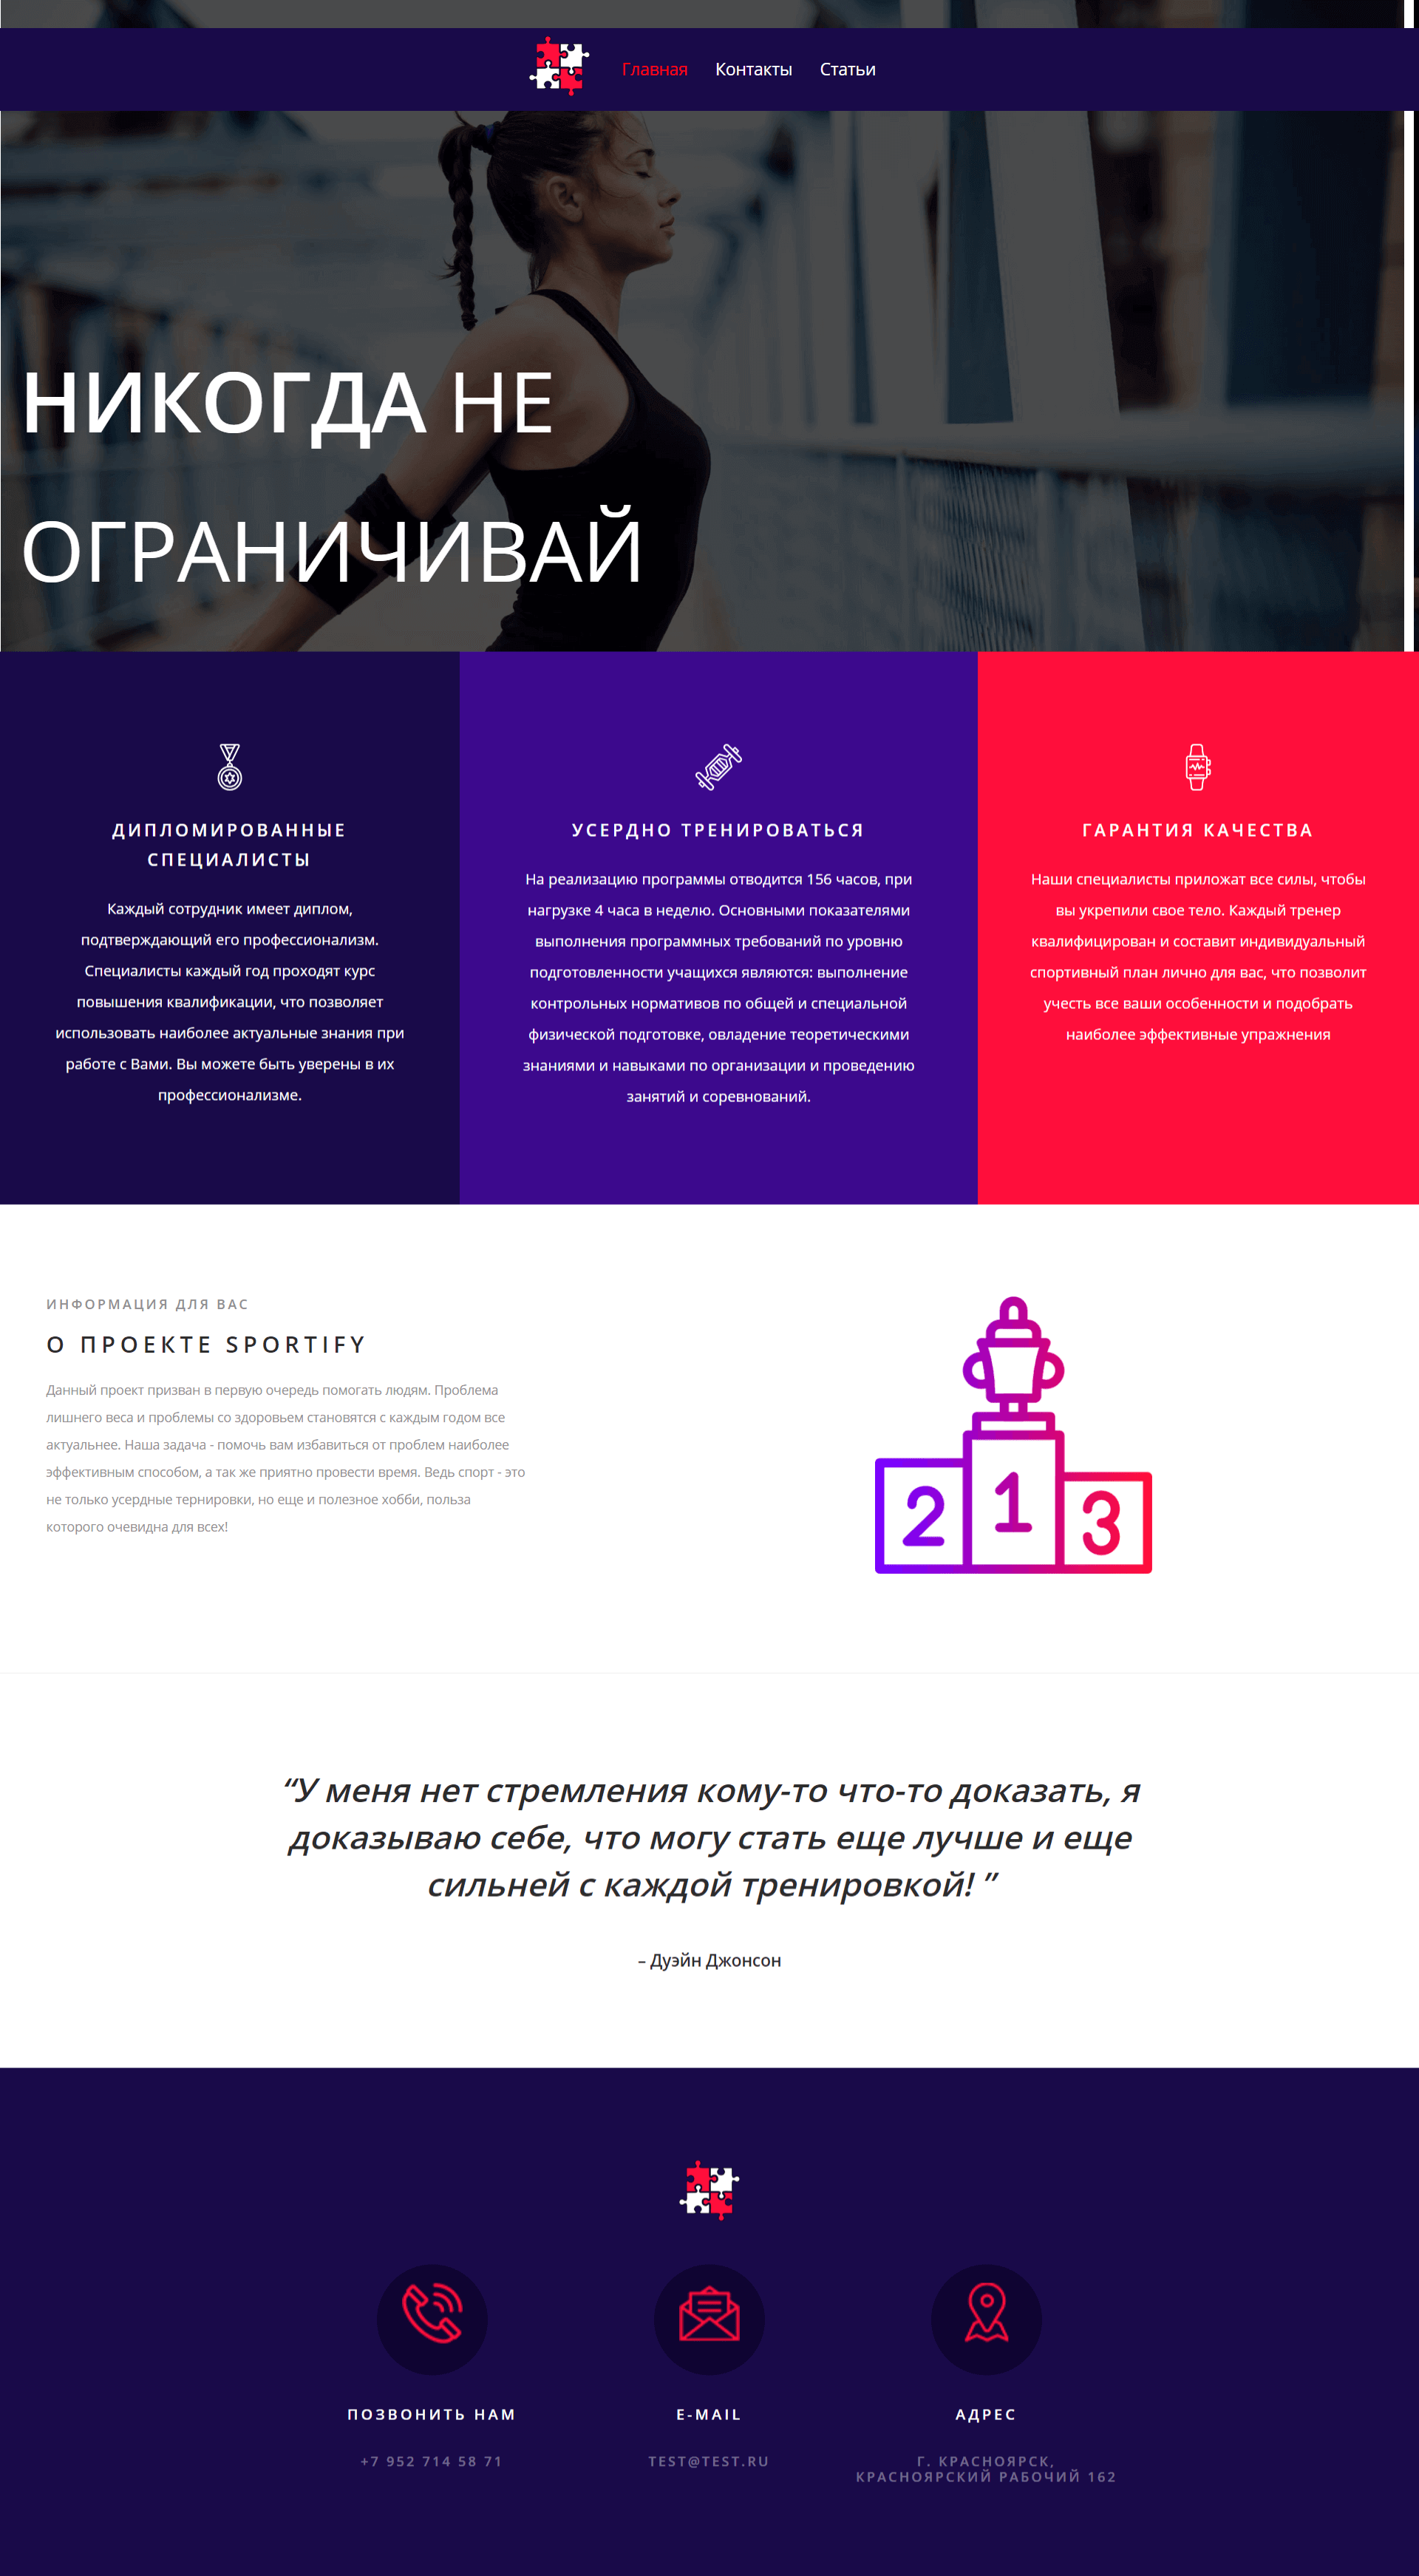 Главная Контакты Статьи
НИКОГДА НЕ
ОГРАНИЧИВАЙ
ДИПЛОМИРОВАННЫЕ
СПЕЦИАЛИСТЫ
Каждый сотрудник имеет диплом,
подтверждающий его профессионализм.
Специалисты каждый год проходят курс
повышения квалификации, что позволяет
использовать наиболее актуальные знания при
работе с Вами. Вы можете быть уверены в их
профессионализме.
УСЕРДНО ТРЕНИРОВАТЬСЯ
На реализацию программы отводится 156 часов, при
нагрузке 4 часа в неделю. Основными показателями
выполнения программных требований по уровню
подготовленности учащихся являются: выполнение
контрольных нормативов по общей и специальной
физической подготовке, овладение теоретическими
знаниями и навыками по организации и проведению
занятий и соревнований.
ГАРАНТИЯ КАЧЕСТВА
Наши специалисты приложат все силы, чтобы
вы укрепили свое тело. Каждый тренер
квалифицирован и составит индивидуальный
спортивный план лично для вас, что позволит
учесть все ваши особенности и подобрать
наиболее эффективные упражнения
ИНФОРМАЦИЯ ДЛЯ ВАС
О ПРОЕКТЕ SPORTIFY
Данный проект призван в первую очередь помогать людям. Проблема
лишнего веса и проблемы со здоровьем становятся с каждым годом все
актуальнее. Наша задача - помочь вам избавиться от проблем наиболее
эффективным способом, а так же приятно провести время. Ведь спорт - это
не только усердные тернировки, но еще и полезное хобби, польза
которого очевидна для всех!
2 1 3
“У меня нет стремления кому-то что-то доказать, я
доказываю себе, что могу стать еще лучше и еще
сильней с каждой тренировкой! ”
– Дуэйн Джонсон
ПОЗВОНИТЬ НАМ
+7 952 714 58 71
E-MAIL
TEST@TEST.RU
АДРЕС
Г. КРАСНОЯРСК,
КРАСНОЯРСКИЙ РАБОЧИЙ 162